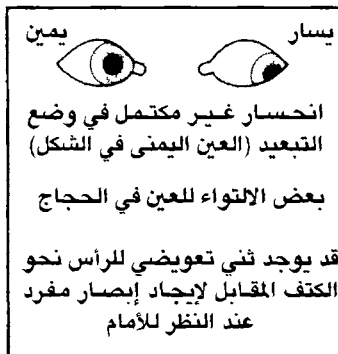 يسار
يمين
انحسار غير مكتمل في وضع
التبعيد (العين اليمنى في الشكل)
بعض الالتواء للعين في الحجاج
قد يوجد ثني تعويضي للرأس نحو
الكتف المقابل لإيجاد إبصار مفرد
عند النظر للأمام